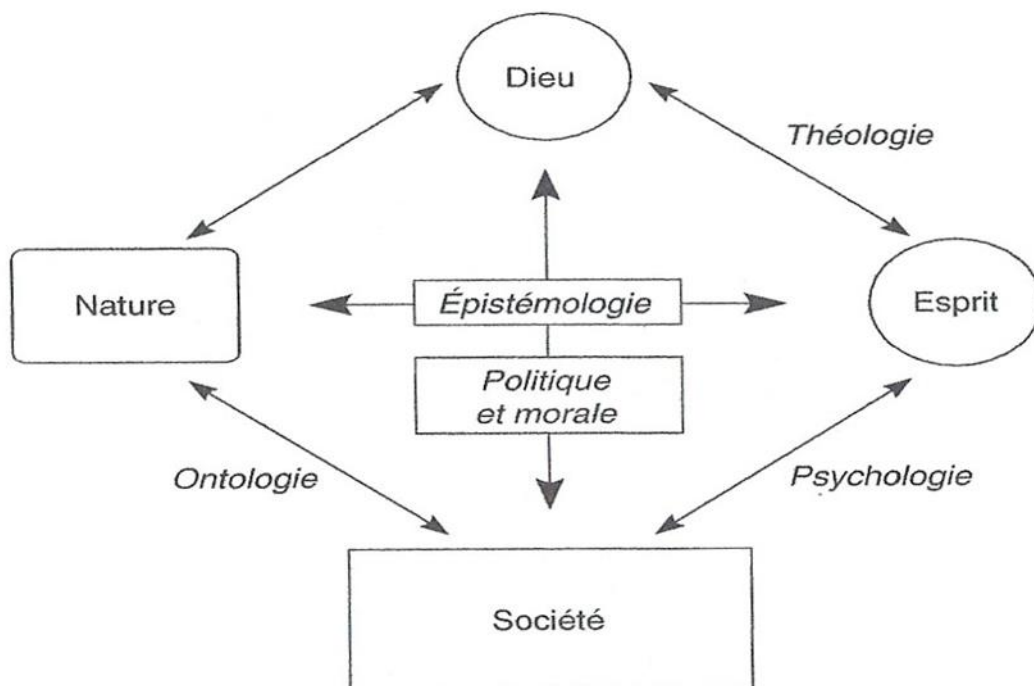 Dieu
Théologie
Nature
Épistémologie
Esprit
Politique
et morale
Ontologie
Psychologie
Société